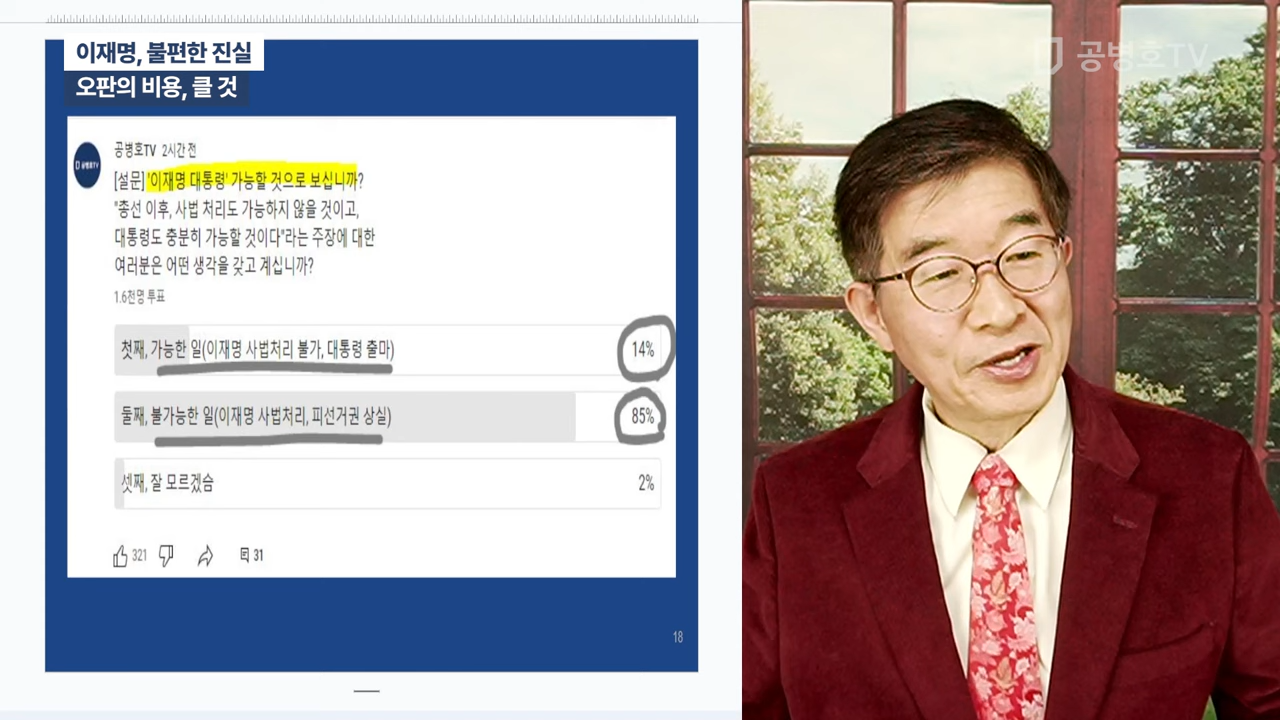 이재명, 불편한 진실
오판의 비용, 클 것
공병호TV
공병호TV 2시간 전
[설문] '이재명 대통령' 가능할 것으로 보십니까?
"총선 이후, 사법 처리도 가능하지 않을 것이고,
대통령도 충분히 가능할 것이다"라는 주장에 대한
여러분은 어떤 생각을 갖고 계십니까?
1.6천명 투표
첫째, 가능한 일(이재명 사법처리 불가, 대통령 출마) 14%
둘째, 불가능한 일(이재명 사법처리, 피선거권 상실) 85%
셋째, 잘 모르겠슴 2%
321 31
18
공병호TV